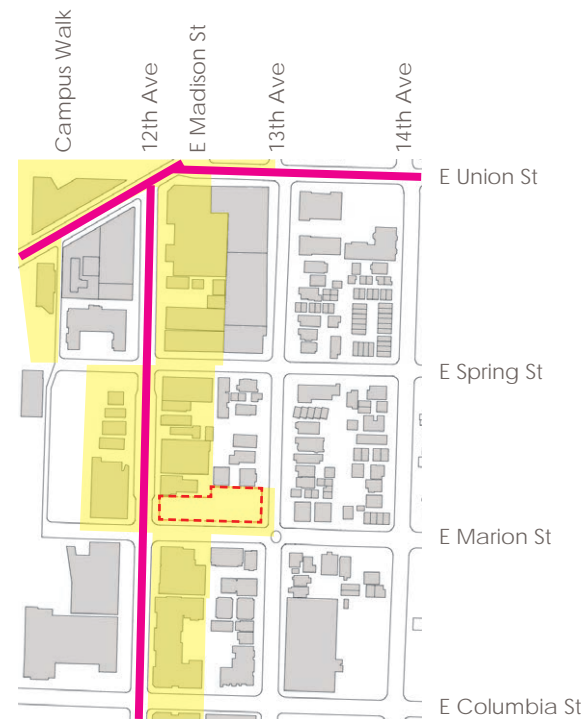 Campus Walk
12th Ave
E Madison St
13th Ave
14th Ave
E Union St
E Spring St
E Marion St
E Columbia St